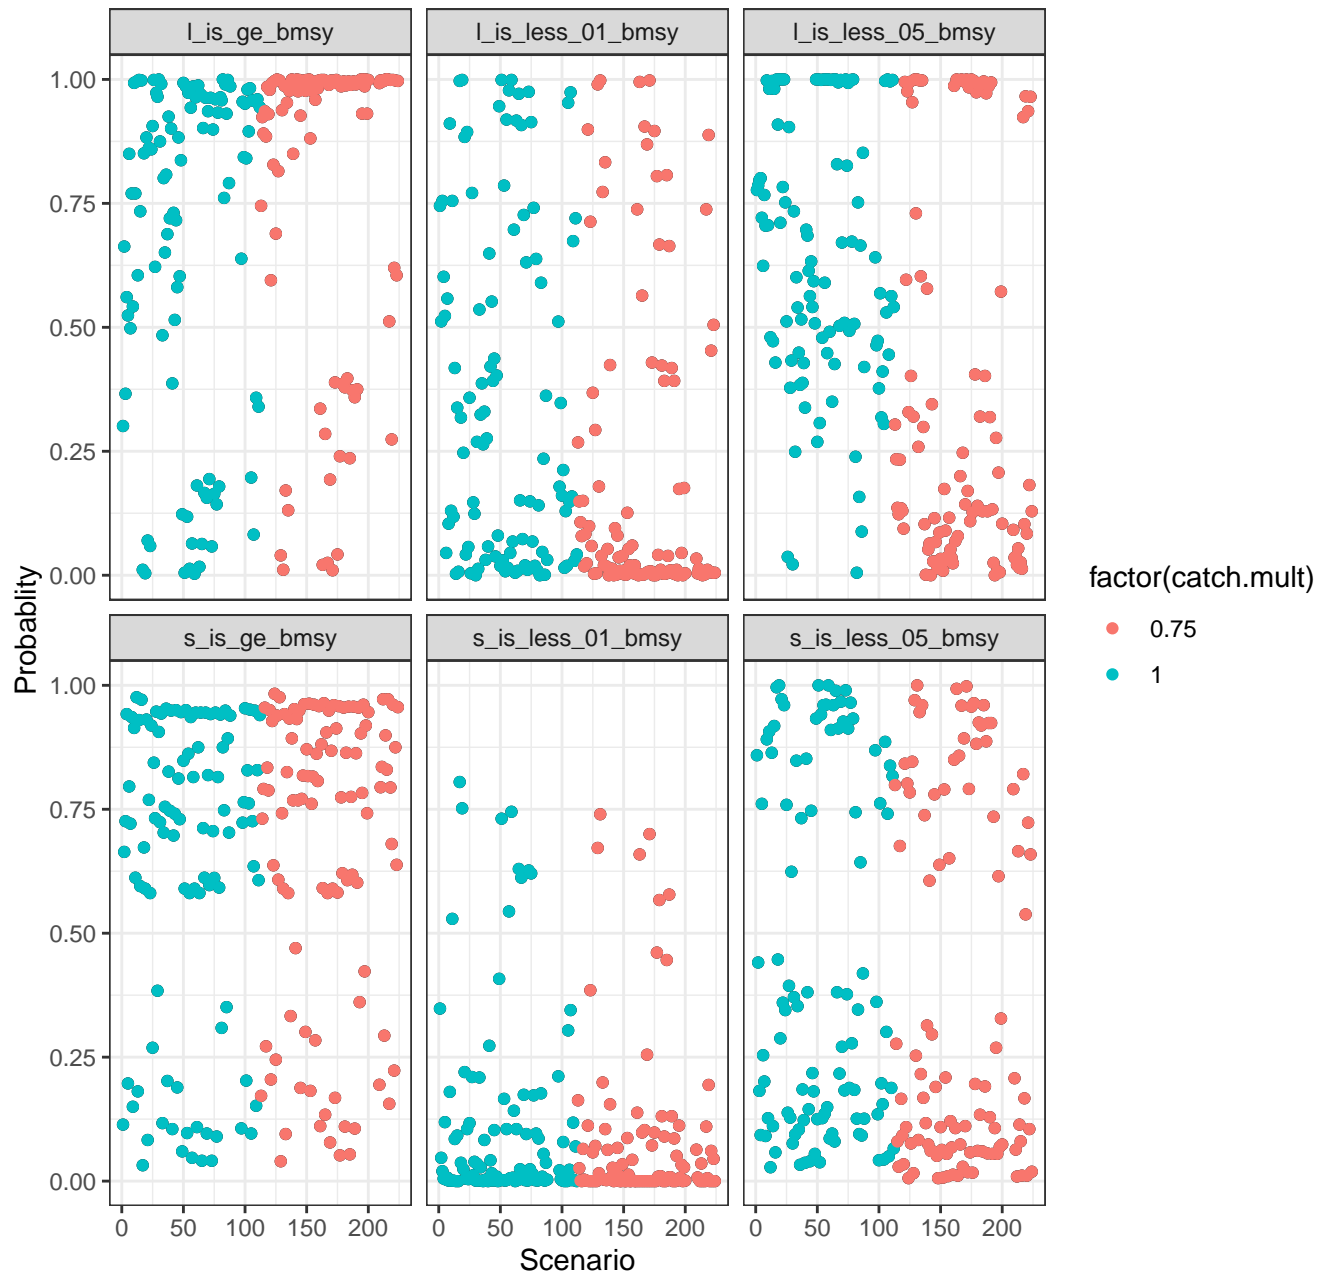 l_is_ge_bmsy l_is_less_01_bmsy l_is_less_05_bmsy
1.00
0.75
0.50
0.25
0.00
s_is_ge_bmsy s_is_less_01_bmsy s_is_less_05_bmsy
1.00
0.75
0.50
0.25
0.00
0 50 100 150 200 0 50 100 150 200 0 50 100 150 200
Scenario
Probablity
factor(catch.mult)
0.75
1